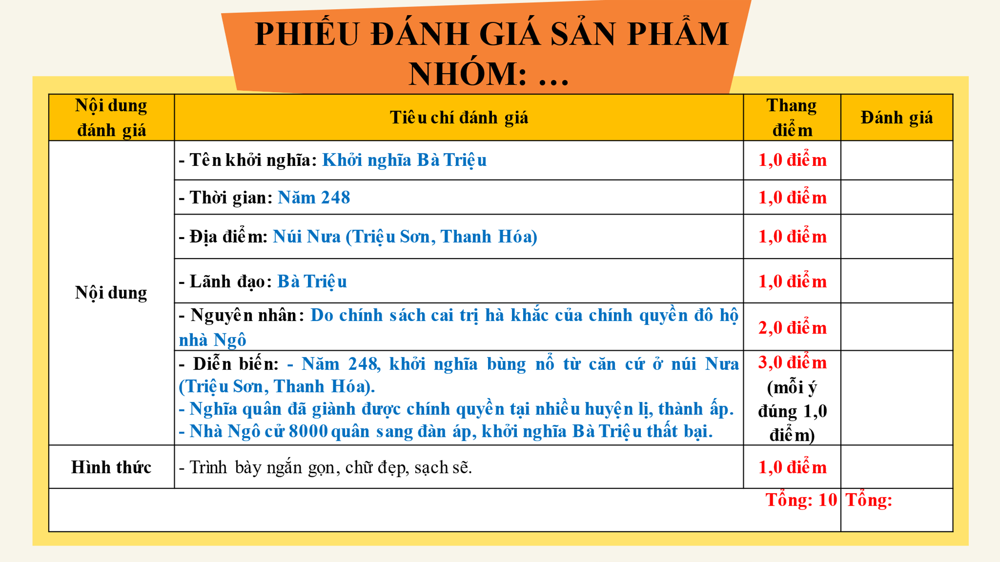 PHIẾU ĐÁNH GIÁ SẢN PHẨM
NHÓM: ...
Nội dung
đánh giá
Tiêu chí đánh giá
Thang
điểm
Đánh giá
Nội dung
- Tên khởi nghĩa: Khởi nghĩa Bà Triệu
1,0 điểm
- Thời gian: Năm 248
1,0 điểm
- Địa điểm: Núi Nưa (Triệu Sơn, Thanh Hóa)
1,0 điểm
- Lãnh đạo: Bà Triệu
1,0 điểm
- Nguyên nhân: Do chính sách cai trị hà khắc của chính quyền đô hộ
nhà Ngô
2,0 điểm
- Diễn biến: - Năm 248, khởi nghĩa bùng nổ từ căn cứ ở núi Nưa
(Triệu Sơn, Thanh Hóa).
- Nghĩa quân đã giành được chính quyền tại nhiều huyện lị, thành ấp.
- Nhà Ngô cử 8000 quân sang đàn áp, khởi nghĩa Bà Triệu thất bại.
3,0 điểm
(mỗi ý
đúng 1,0
điểm)
Hình thức
- Trình bày ngắn gọn, chữ đẹp, sạch sẽ.
1,0 điểm
Tổng: 10
Tổng: